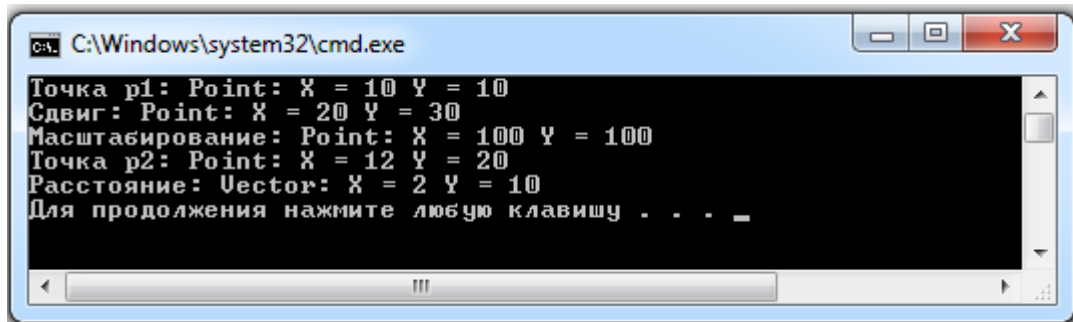 C:\Windows\system32\cmd.exe
Точка p1: Point: X = 10 Y = 10
Сдвиг: Point: X = 20 Y = 30
Масштабирование: Point: X = 100 Y = 100
Точка p2: Point: X = 12 Y = 20
Расстояние: Vector: X = 2 Y = 10
Для продолжения нажмите любую клавишу . . . _